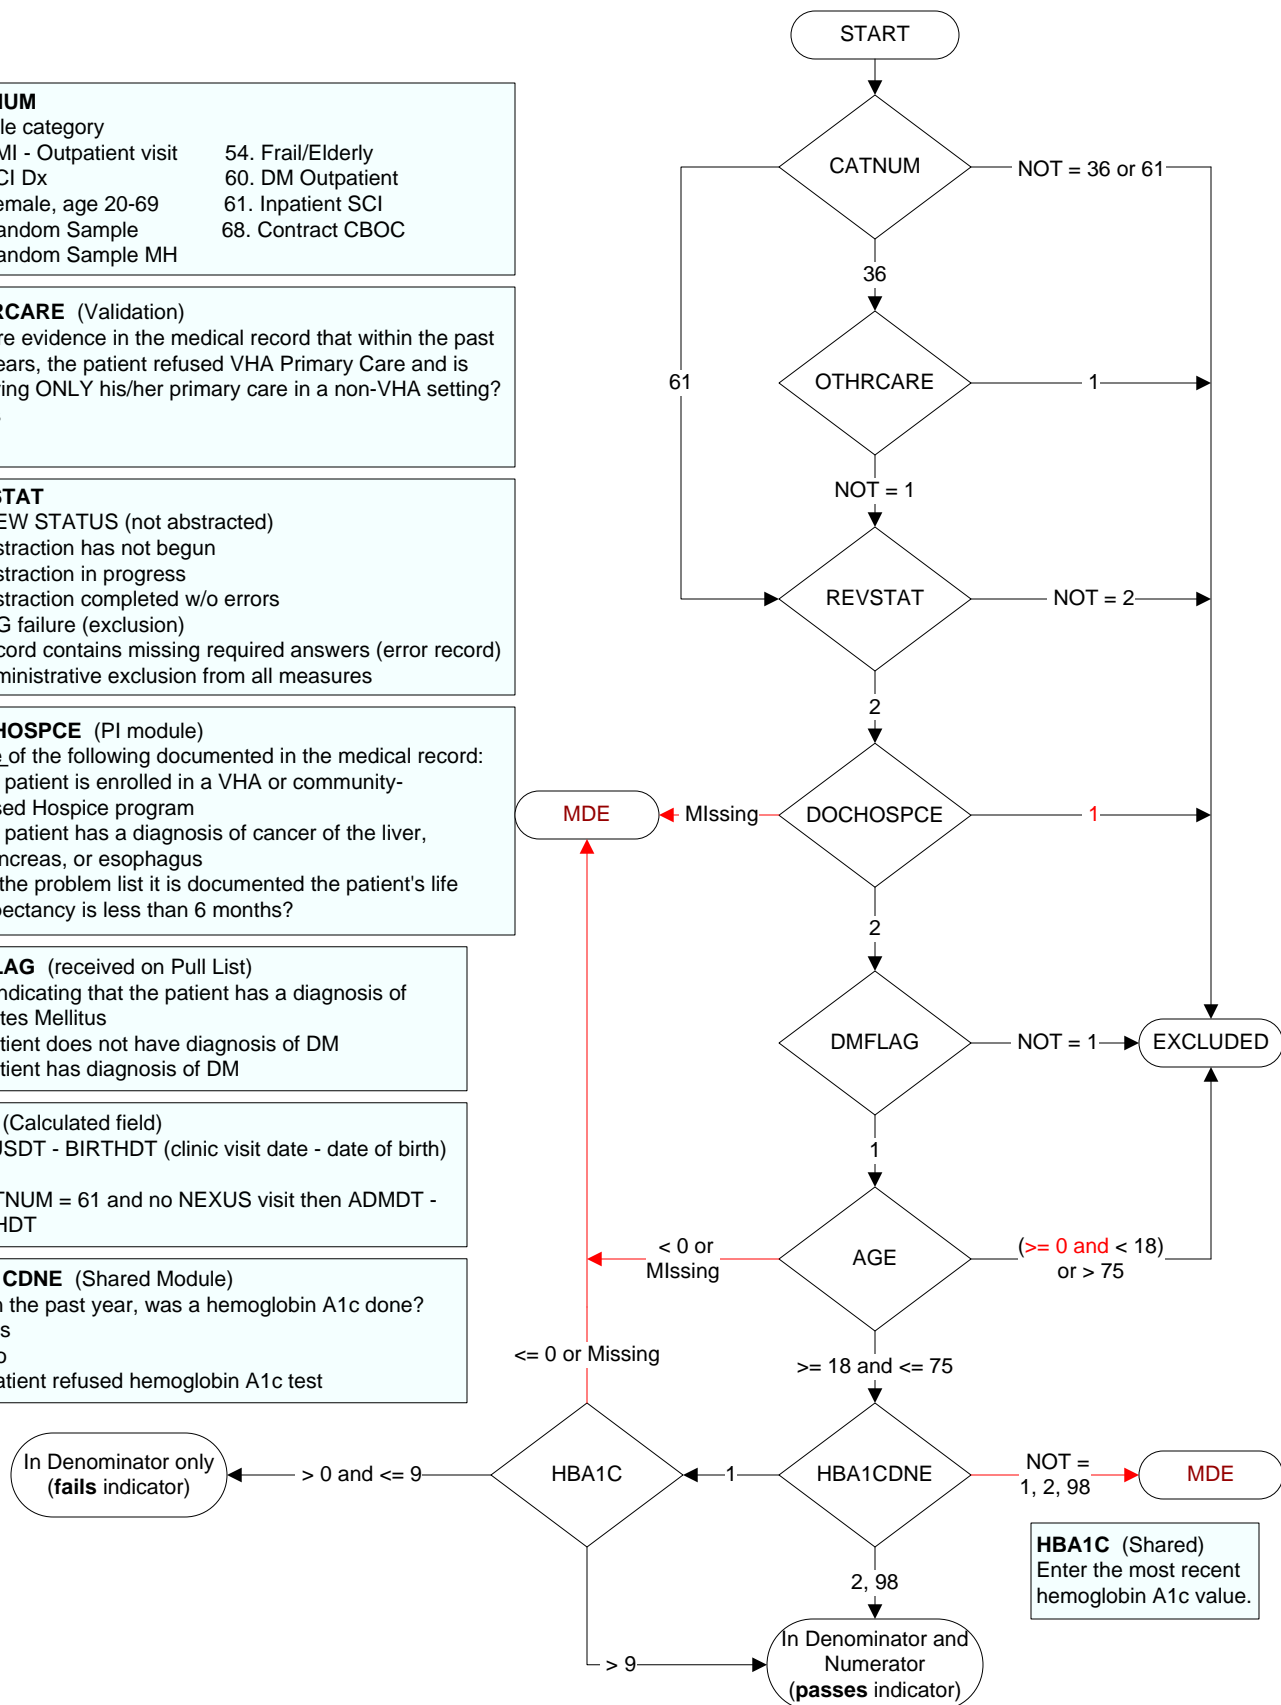 START
NUM
le category
MI - Outpatient visit 54. Frail/Elderly
CI Dx 60. DM Outpatient
emale, age 20-69 61. Inpatient SCI
andom Sample 68. Contract CBOC
andom Sample MH
CATNUM
NOT = 36 or 61
36
61
RCARE (Validation)
re evidence in the medical record that within the past
ears, the patient refused VHA Primary Care and is
ving ONLY his/her primary care in a non-VHA setting?
OTHRCARE
1
NOT = 1
STAT
EW STATUS (not abstracted)
straction has not begun
straction in progress
straction completed w/o errors
G failure (exclusion)
cord contains missing required answers (error record)
ministrative exclusion from all measures
REVSTAT
NOT = 2
2
HOSPCE (PI module)
e of the following documented in the medical record:
patient is enrolled in a VHA or community-
sed Hospice program
patient has a diagnosis of cancer of the liver,
ncreas, or esophagus
the problem list it is documented the patient's life
pectancy is less than 6 months?
MDE
MIssing
DOCHOSPCE
1
2
LAG (received on Pull List)
ndicating that the patient has a diagnosis of
tes Mellitus
tient does not have diagnosis of DM
tient has diagnosis of DM
DMFLAG
NOT = 1
EXCLUDED
1
(Calculated field)
USDT - BIRTHDT (clinic visit date - date of birth)
TNUM = 61 and no NEXUS visit then ADMDT -
HDT
< 0 or
MIssing
AGE
(>= 0 and < 18)
or > 75
CDNE (Shared Module)
n the past year, was a hemoglobin A1c done?
s
o
atient refused hemoglobin A1c test
<= 0 or Missing
>= 18 and <= 75
In Denominator only
(fails indicator)
> 0 and <= 9
HBA1C
1
HBA1CDNE
NOT =
1, 2, 98
MDE
HBA1C (Shared)
Enter the most recent
hemoglobin A1c value.
2, 98
> 9
In Denominator and
Numerator
(passes indicator)